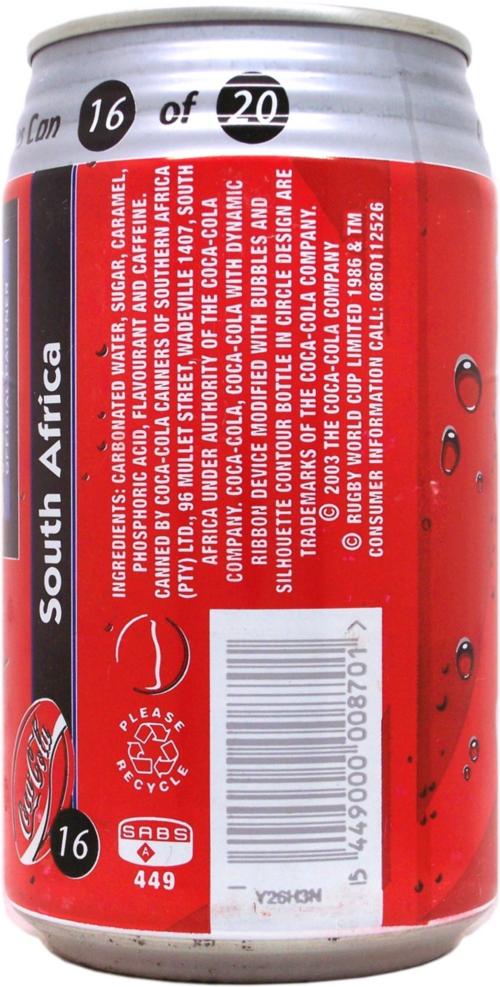 Can 16 of 20
OFFICIAL PARTNER
South Africa
Coca-Cola
16
INGREDIENTS: CARBONATED WATER, SUGAR, CARAMEL,
PHOSPHORIC ACID, FLAVOURANT AND CAFFEINE.
CANNED BY COCA-COLA CANNERS OF SOUTHERN AFRICA
(PTY) LTD., 96 MULLET STREET, WADEVILLE 1407, SOUTH
AFRICA UNDER AUTHORITY OF THE COCA-COLA
COMPANY. COCA-COLA, COCA-COLA WITH DYNAMIC
RIBBON DEVICE MODIFIED WITH BUBBLES AND
SILHOUETTE CONTOUR BOTTLE IN CIRCLE DESIGN ARE
TRADEMARKS OF THE COCA-COLA COMPANY.
© 2003 THE COCA-COLA COMPANY
© RUGBY WORLD CUP LIMITED 1986 & TM
CONSUMER INFORMATION CALL: 0860112526
PLEASE
RECYCLE
SABS
A
449
5 449000 008701 >
Y26H3N